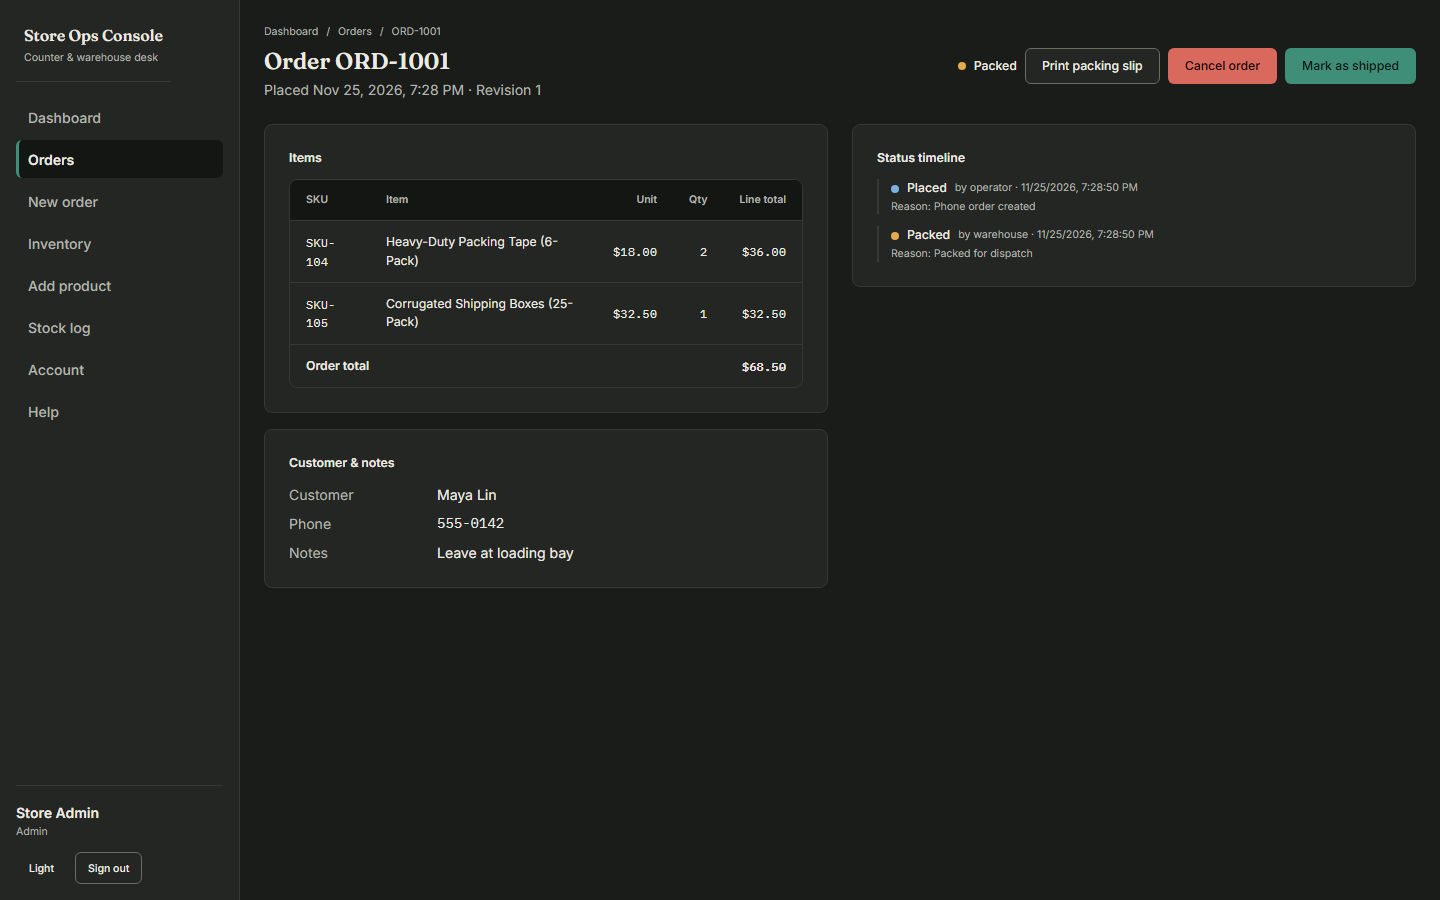 Store Ops Console
Counter & warehouse desk
Dashboard
Orders
New order
Inventory
Add product
Stock log
Account
Help
Store Admin
Admin
Light
Sign out
Dashboard / Orders / ORD-1001
Order ORD-1001
Placed Nov 25, 2026, 7:28 PM · Revision 1
Packed
Print packing slip
Cancel order
Mark as shipped
Items
SKU Item Unit Qty Line total
SKU-104 Heavy-Duty Packing Tape (6-Pack) $18.00 2 $36.00
SKU-105 Corrugated Shipping Boxes (25-Pack) $32.50 1 $32.50
Order total $68.50
Customer & notes
Customer Maya Lin
Phone 555-0142
Notes Leave at loading bay
Status timeline
Placed by operator · 11/25/2026, 7:28:50 PM
Reason: Phone order created
Packed by warehouse · 11/25/2026, 7:28:50 PM
Reason: Packed for dispatch